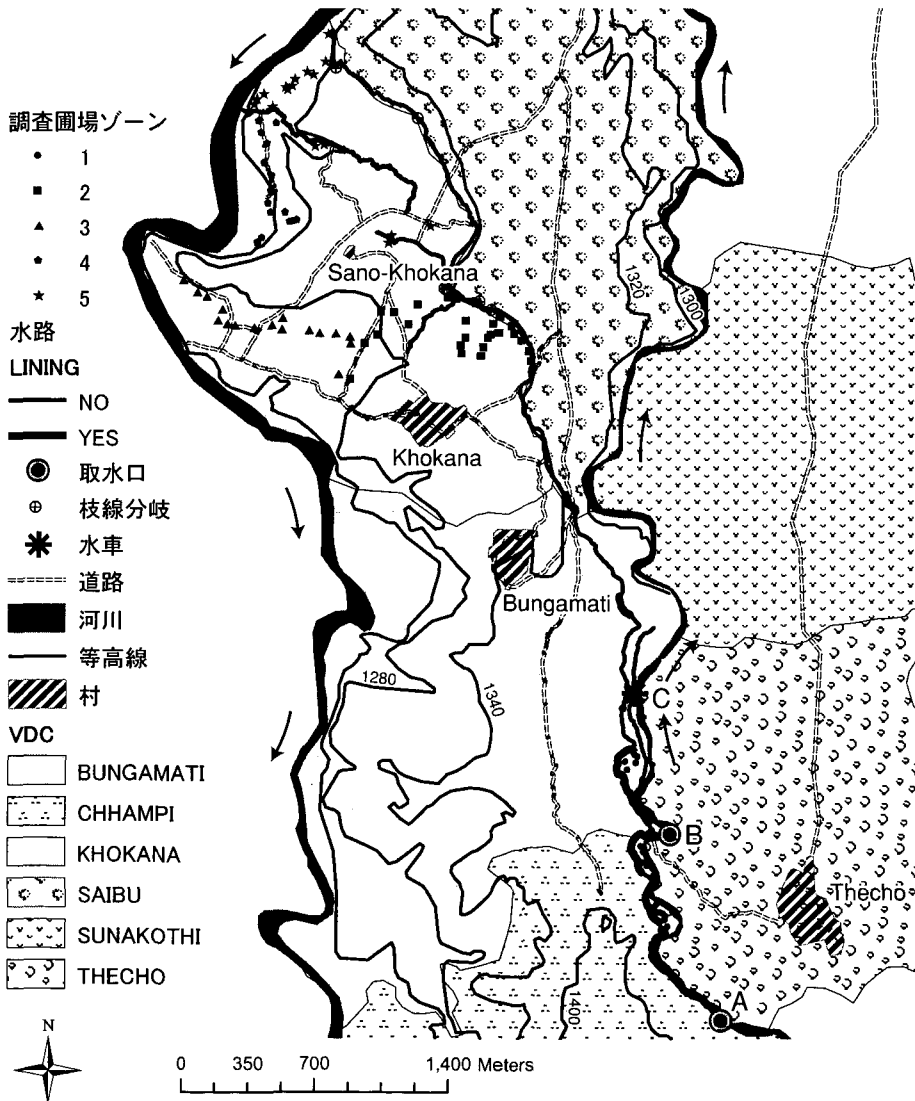 調査圃場ゾーン
1
2
3
4
5
水路
LINING
NO
YES
取水口
枝線分岐
水車
道路
河川
等高線
村
VDC
BUNGAMATI
CHHAMPI
KHOKANA
SAIBU
SUNAKOTHI
THECHO
N
0 350 700 1,400 Meters
Sano-Khokana
1320
1300
Khokana
Bungamati
1280
1340
C
B
Thecho
1400
A